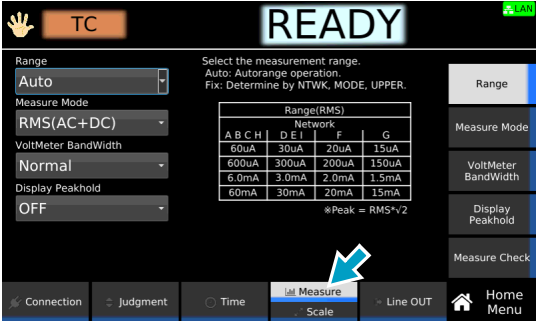 TC
READY
LAN
Range
Auto
Measure Mode
RMS(AC+DC)
VoltMeter BandWidth
Normal
Display Peakhold
OFF
Select the measurement range.
Auto: Autorange operation.
Fix: Determine by NTWK, MODE, UPPER.
Range(RMS)
Network
A B C H | D E I | F | G
60uA 30uA 20uA 15uA
600uA 300uA 200uA 150uA
6.0mA 3.0mA 2.0mA 1.5mA
60mA 30mA 20mA 15mA
※Peak = RMS*√2
Range
Measure Mode
VoltMeter
BandWidth
Display
Peakhold
Measure Check
Connection
Judgment
Time
Measure
Scale
Line OUT
Home
Menu